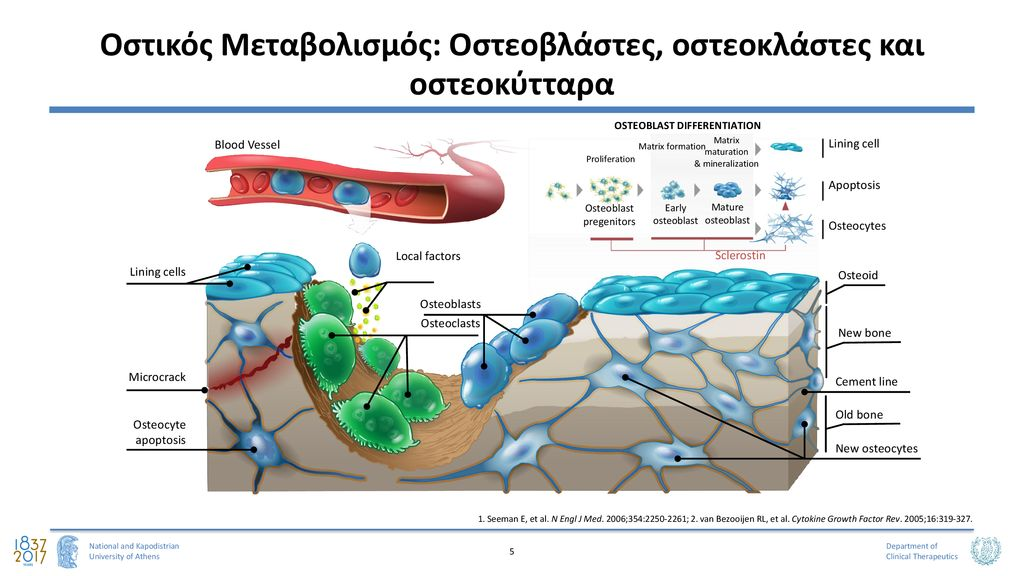 Οστικός Μεταβολισμός: Οστεοβλάστες, οστεοκλάστες και
οστεοκύτταρα
OSTEOBLAST DIFFERENTIATION
Blood Vessel
Proliferation
Matrix formation
Matrix
maturation
& mineralization
Lining cell
Apoptosis
Osteoblast
pregenitors
Early
osteoblast
Mature
osteoblast
Osteocytes
Sclerostin
Local factors
Lining cells
Osteoid
Osteoblasts
Osteoclasts
New bone
Microcrack
Cement line
Old bone
Osteocyte
apoptosis
New osteocytes
1. Seeman E, et al. N Engl J Med. 2006;354:2250-2261; 2. van Bezooijen RL, et al. Cytokine Growth Factor Rev. 2005;16:319-327.
1837
2017
YEARS
National and Kapodistrian
University of Athens
5
Department of
Clinical Therapeutics